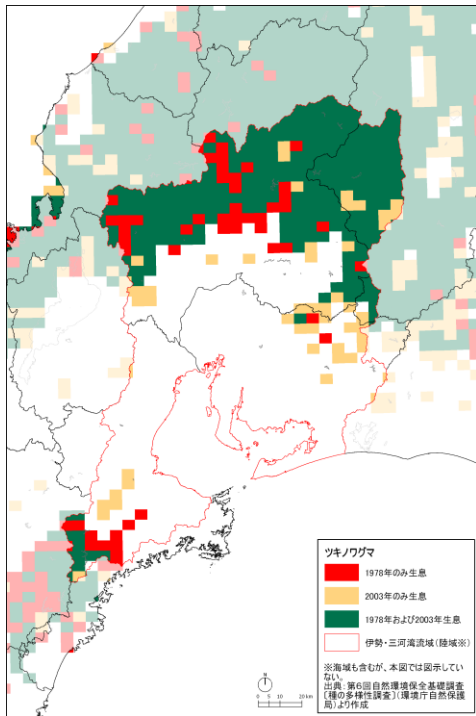 ツキノワグマ
1978年のみ生息
2003年のみ生息
1978年および2003年生息
伊勢・三河湾流域(陸域※)
※海域も含むが、本図では図示してい
ない。
出典:第6回自然環境保全基礎調査
〔種の多様性調査〕(環境庁自然保護
局)より作成
0 5 10 20 km